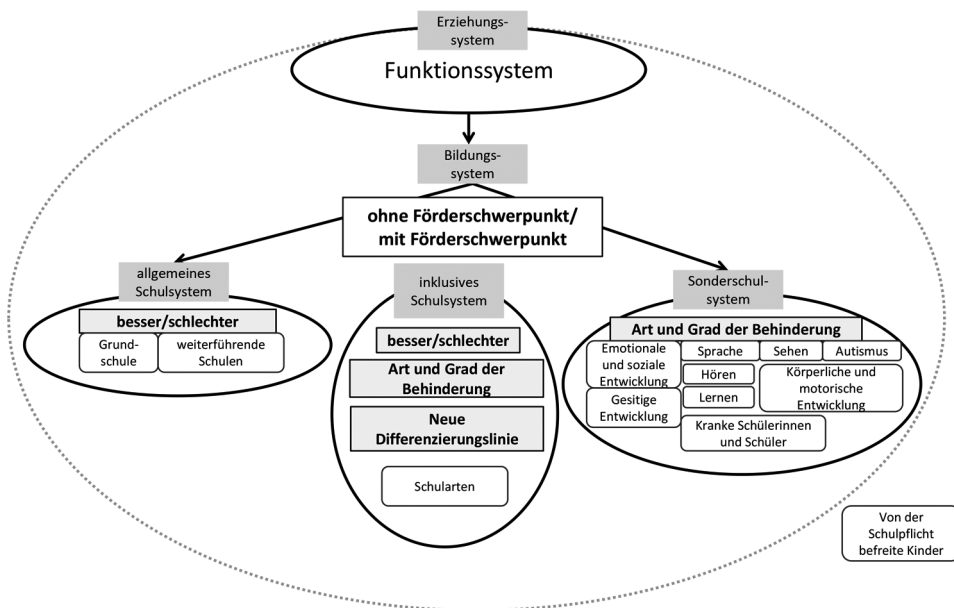 Erziehungs-
system
Funktionssystem
Bildungs-
system
ohne Förderschwerpunkt/
mit Förderschwerpunkt
allgemeines
Schulsystem
besser/schlechter
Grund-
schule
weiterführende
Schulen
inklusives
Schulsystem
besser/schlechter
Art und Grad der
Behinderung
Neue
Differenzierungslinie
Schularten
Sonderschul-
system
Art und Grad der Behinderung
Emotionale
und soziale
Entwicklung
Sprache
Sehen
Autismus
Hören
Körperliche und
motorische
Entwicklung
Gesitige
Entwicklung
Lernen
Kranke Schülerinnen
und Schüler
Von der
Schulpflicht
befreite Kinder